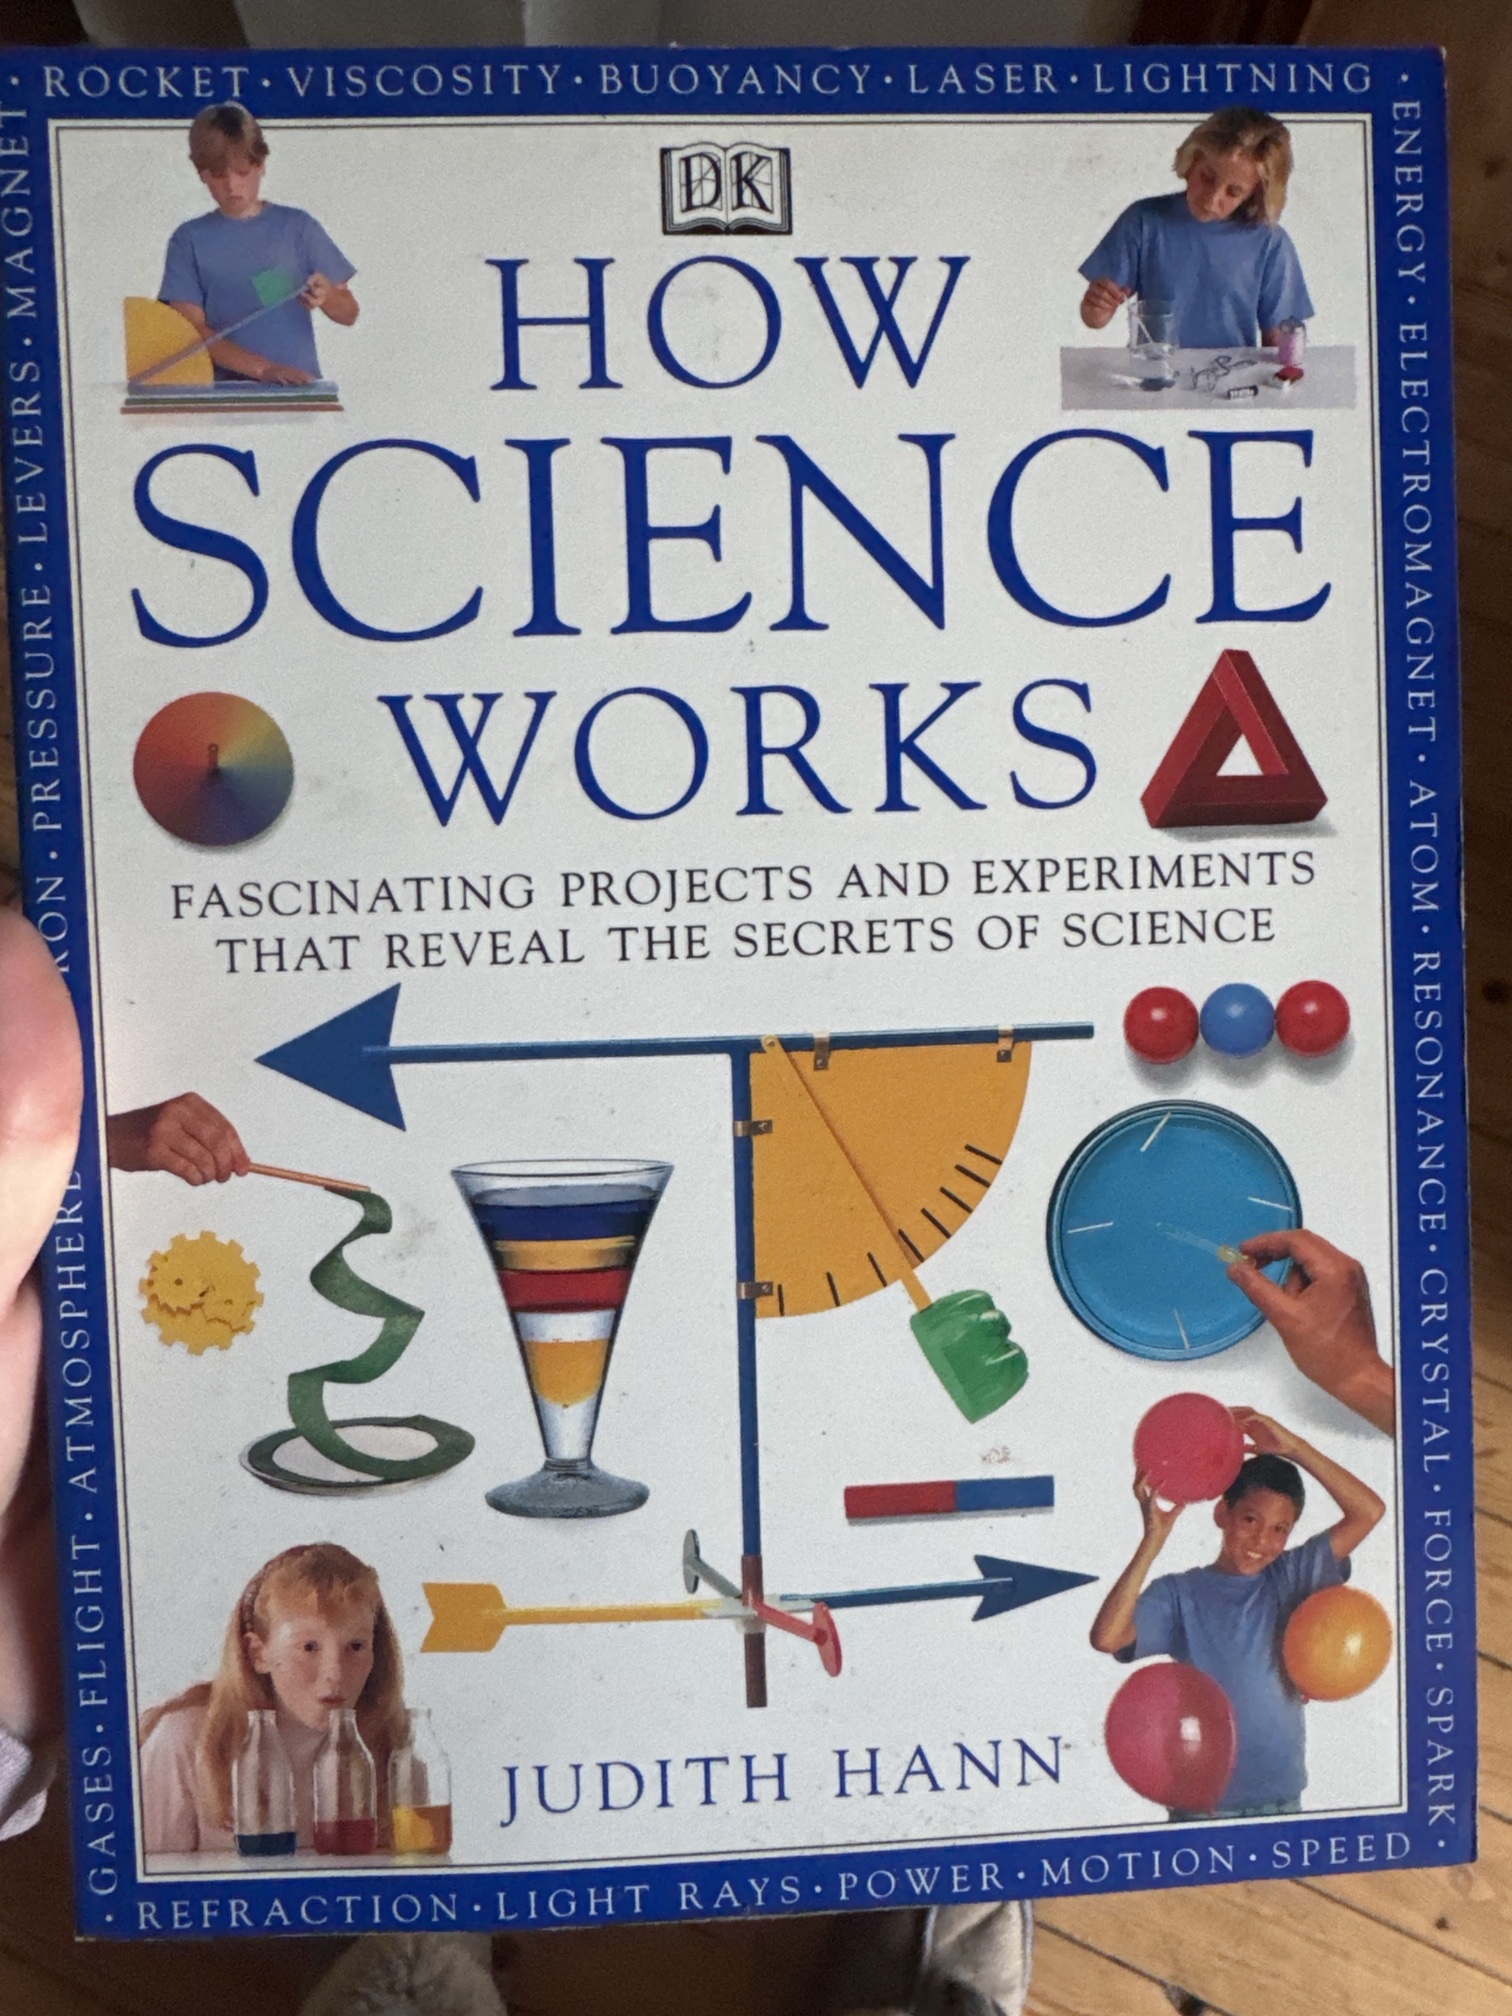 · ROCKET · VISCOSITY · BUOYANCY · LASER · LIGHTNING ·
DK
HOW
SCIENCE
WORKS
FASCINATING PROJECTS AND EXPERIMENTS
THAT REVEAL THE SECRETS OF SCIENCE
JUDITH HANN
ENERGY · ELECTROMAGNET · ATOM · RESONANCE · CRYSTAL · FORCE · SPARK ·
· REFRACTION · LIGHT RAYS · POWER · MOTION · SPEED
GASES · FLIGHT · ATMOSPHERE
· PRESSURE · LEVERS · MAGNET